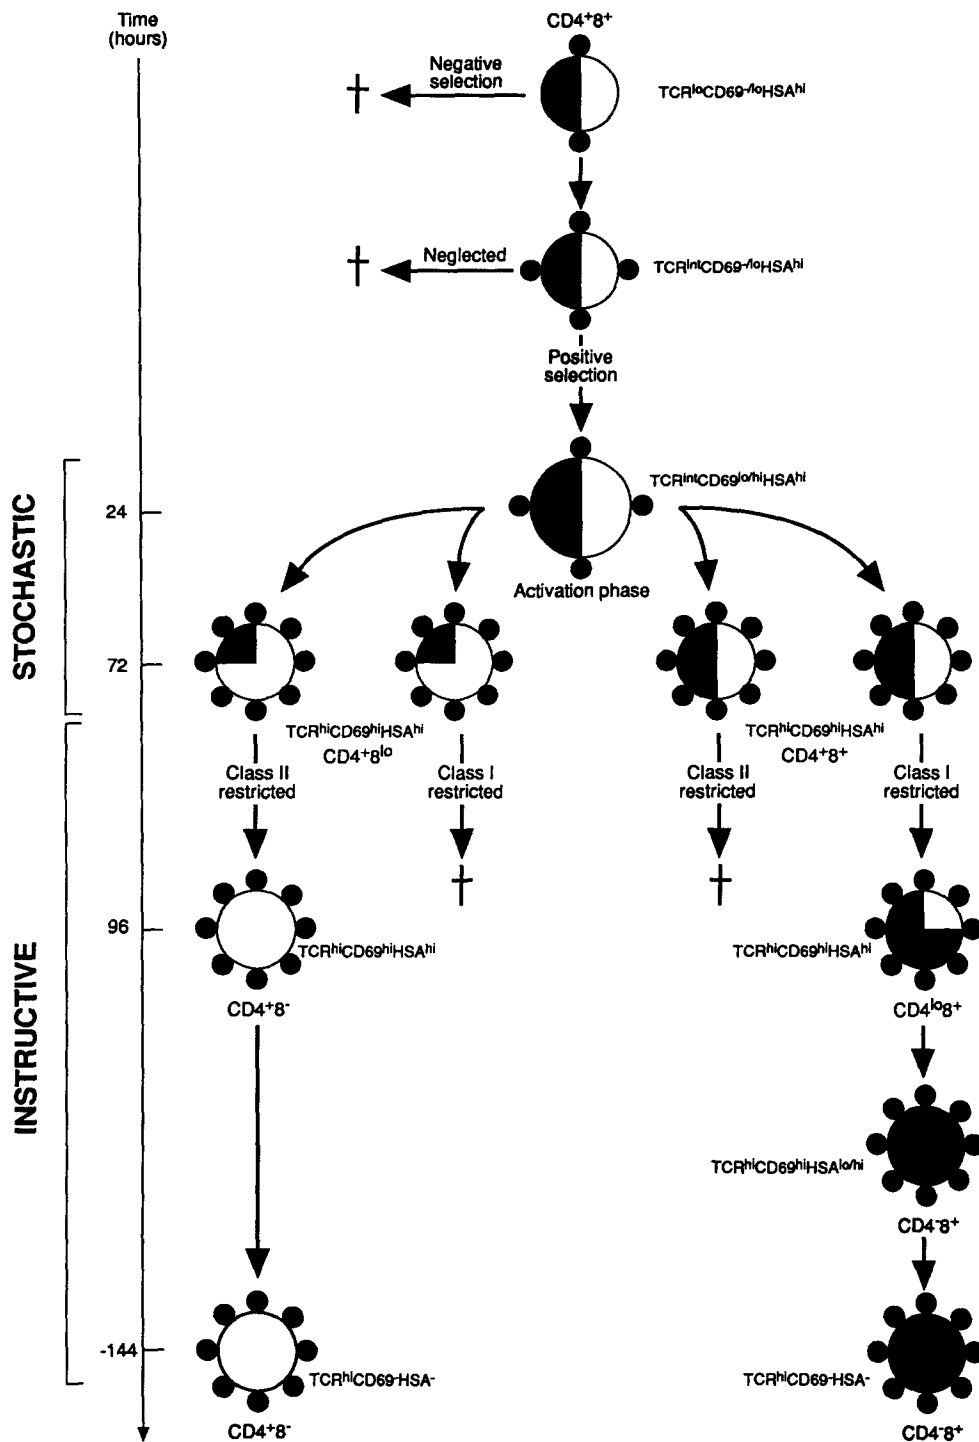 Time
(hours)
CD4⁺8⁺
Negative
selection
TCRˡᵒCD69⁻/ˡᵒHSAʰⁱ
Neglected
TCRⁱⁿᵗCD69⁻/ˡᵒHSAʰⁱ
Positive
selection
TCRⁱⁿᵗCD69ˡᵒ/ʰⁱHSAʰⁱ
STOCHASTIC
24
Activation phase
72
TCRʰⁱCD69ʰⁱHSAʰⁱ
CD4⁺8ˡᵒ
TCRʰⁱCD69ʰⁱHSAʰⁱ
CD4⁺8⁺
Class II
restricted
Class I
restricted
Class II
restricted
Class I
restricted
INSTRUCTIVE
96
TCRʰⁱCD69ʰⁱHSAʰⁱ
CD4⁺8⁻
TCRʰⁱCD69ʰⁱHSAʰⁱ
CD4ˡᵒ8⁺
TCRʰⁱCD69ʰⁱHSAˡᵒ/ʰⁱ
CD4⁻8⁺
-144
TCRʰⁱCD69⁻HSA⁻
CD4⁺8⁻
TCRʰⁱCD69⁻HSA⁻
CD4⁻8⁺